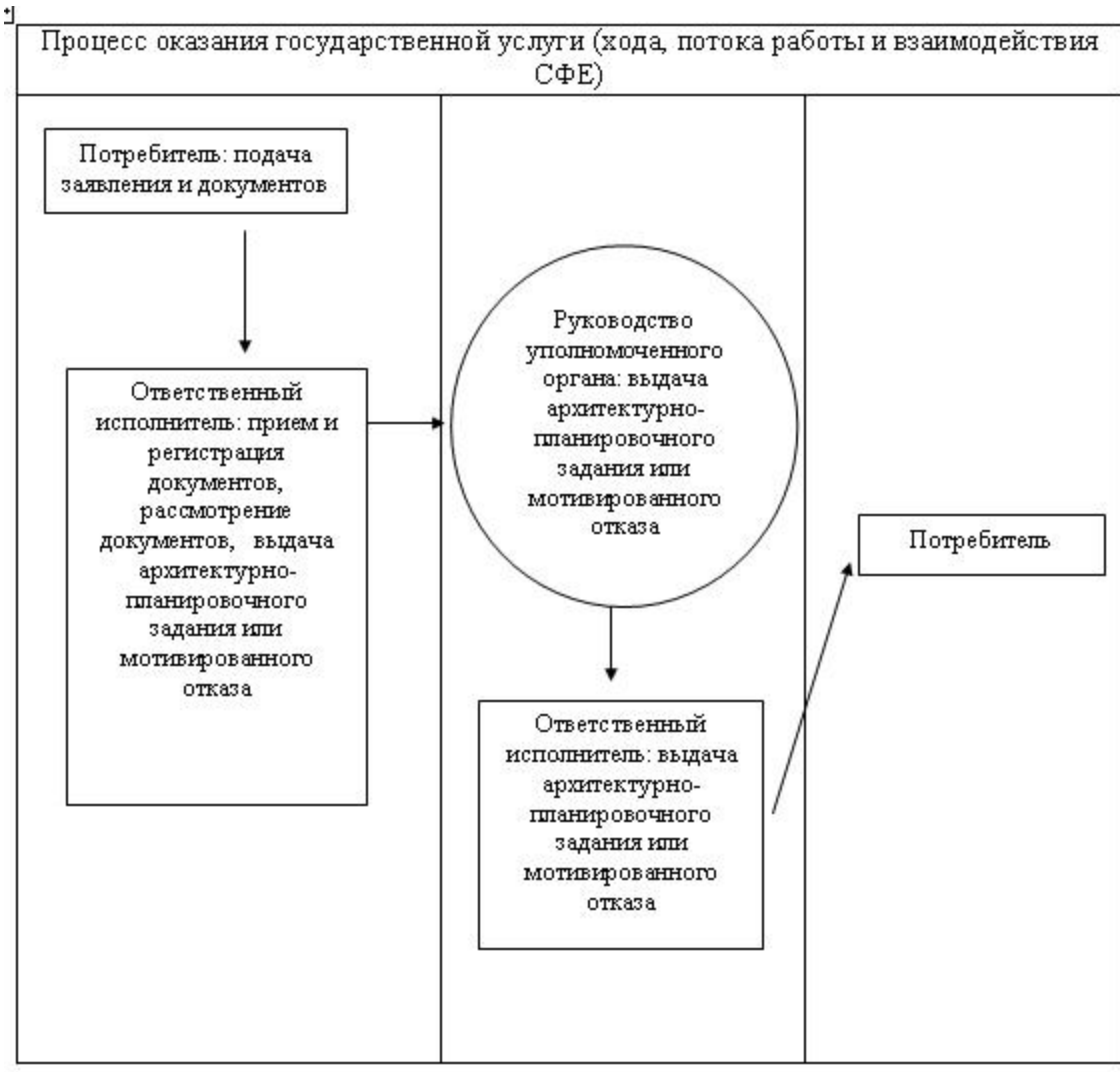 Процесс оказания государственной услуги (хода, потока работы и взаимодействия
СФЕ)
Потребитель: подача
заявления и документов
Ответственный
исполнитель: прием и
регистрация
документов,
рассмотрение
документов, выдача
архитектурно-
планировочного
задания или
мотивированного
отказа
Руководство
уполномоченного
органа: выдача
архитектурно-
планировочного
задания или
мотивированного
отказа
Ответственный
исполнитель: выдача
архитектурно-
планировочного
задания или
мотивированного
отказа
Потребитель